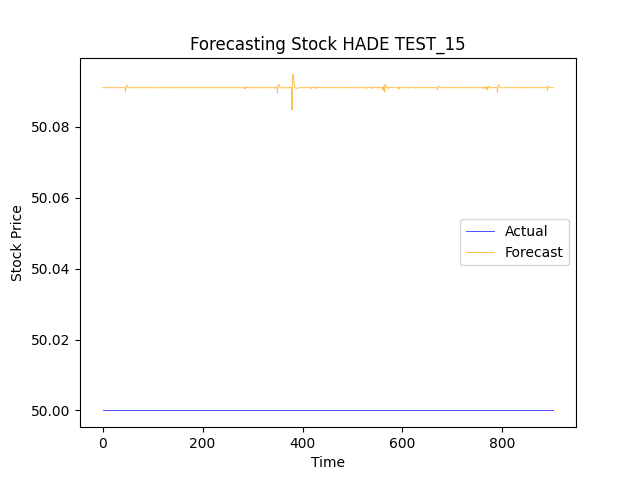 Forecasting Stock HADE TEST_15
Stock Price
50.08
50.06
50.04
50.02
50.00
Actual
Forecast
0 200 400 600 800
Time